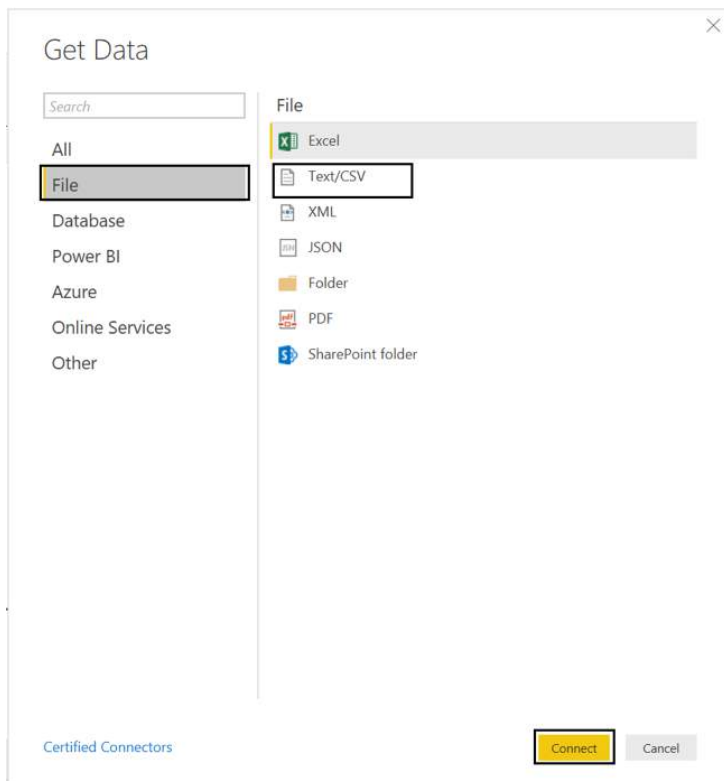 Get Data
Search
All
File
Database
Power BI
Azure
Online Services
Other
File
Excel
Text/CSV
XML
JSON
Folder
PDF
SharePoint folder
Certified Connectors
Connect
Cancel